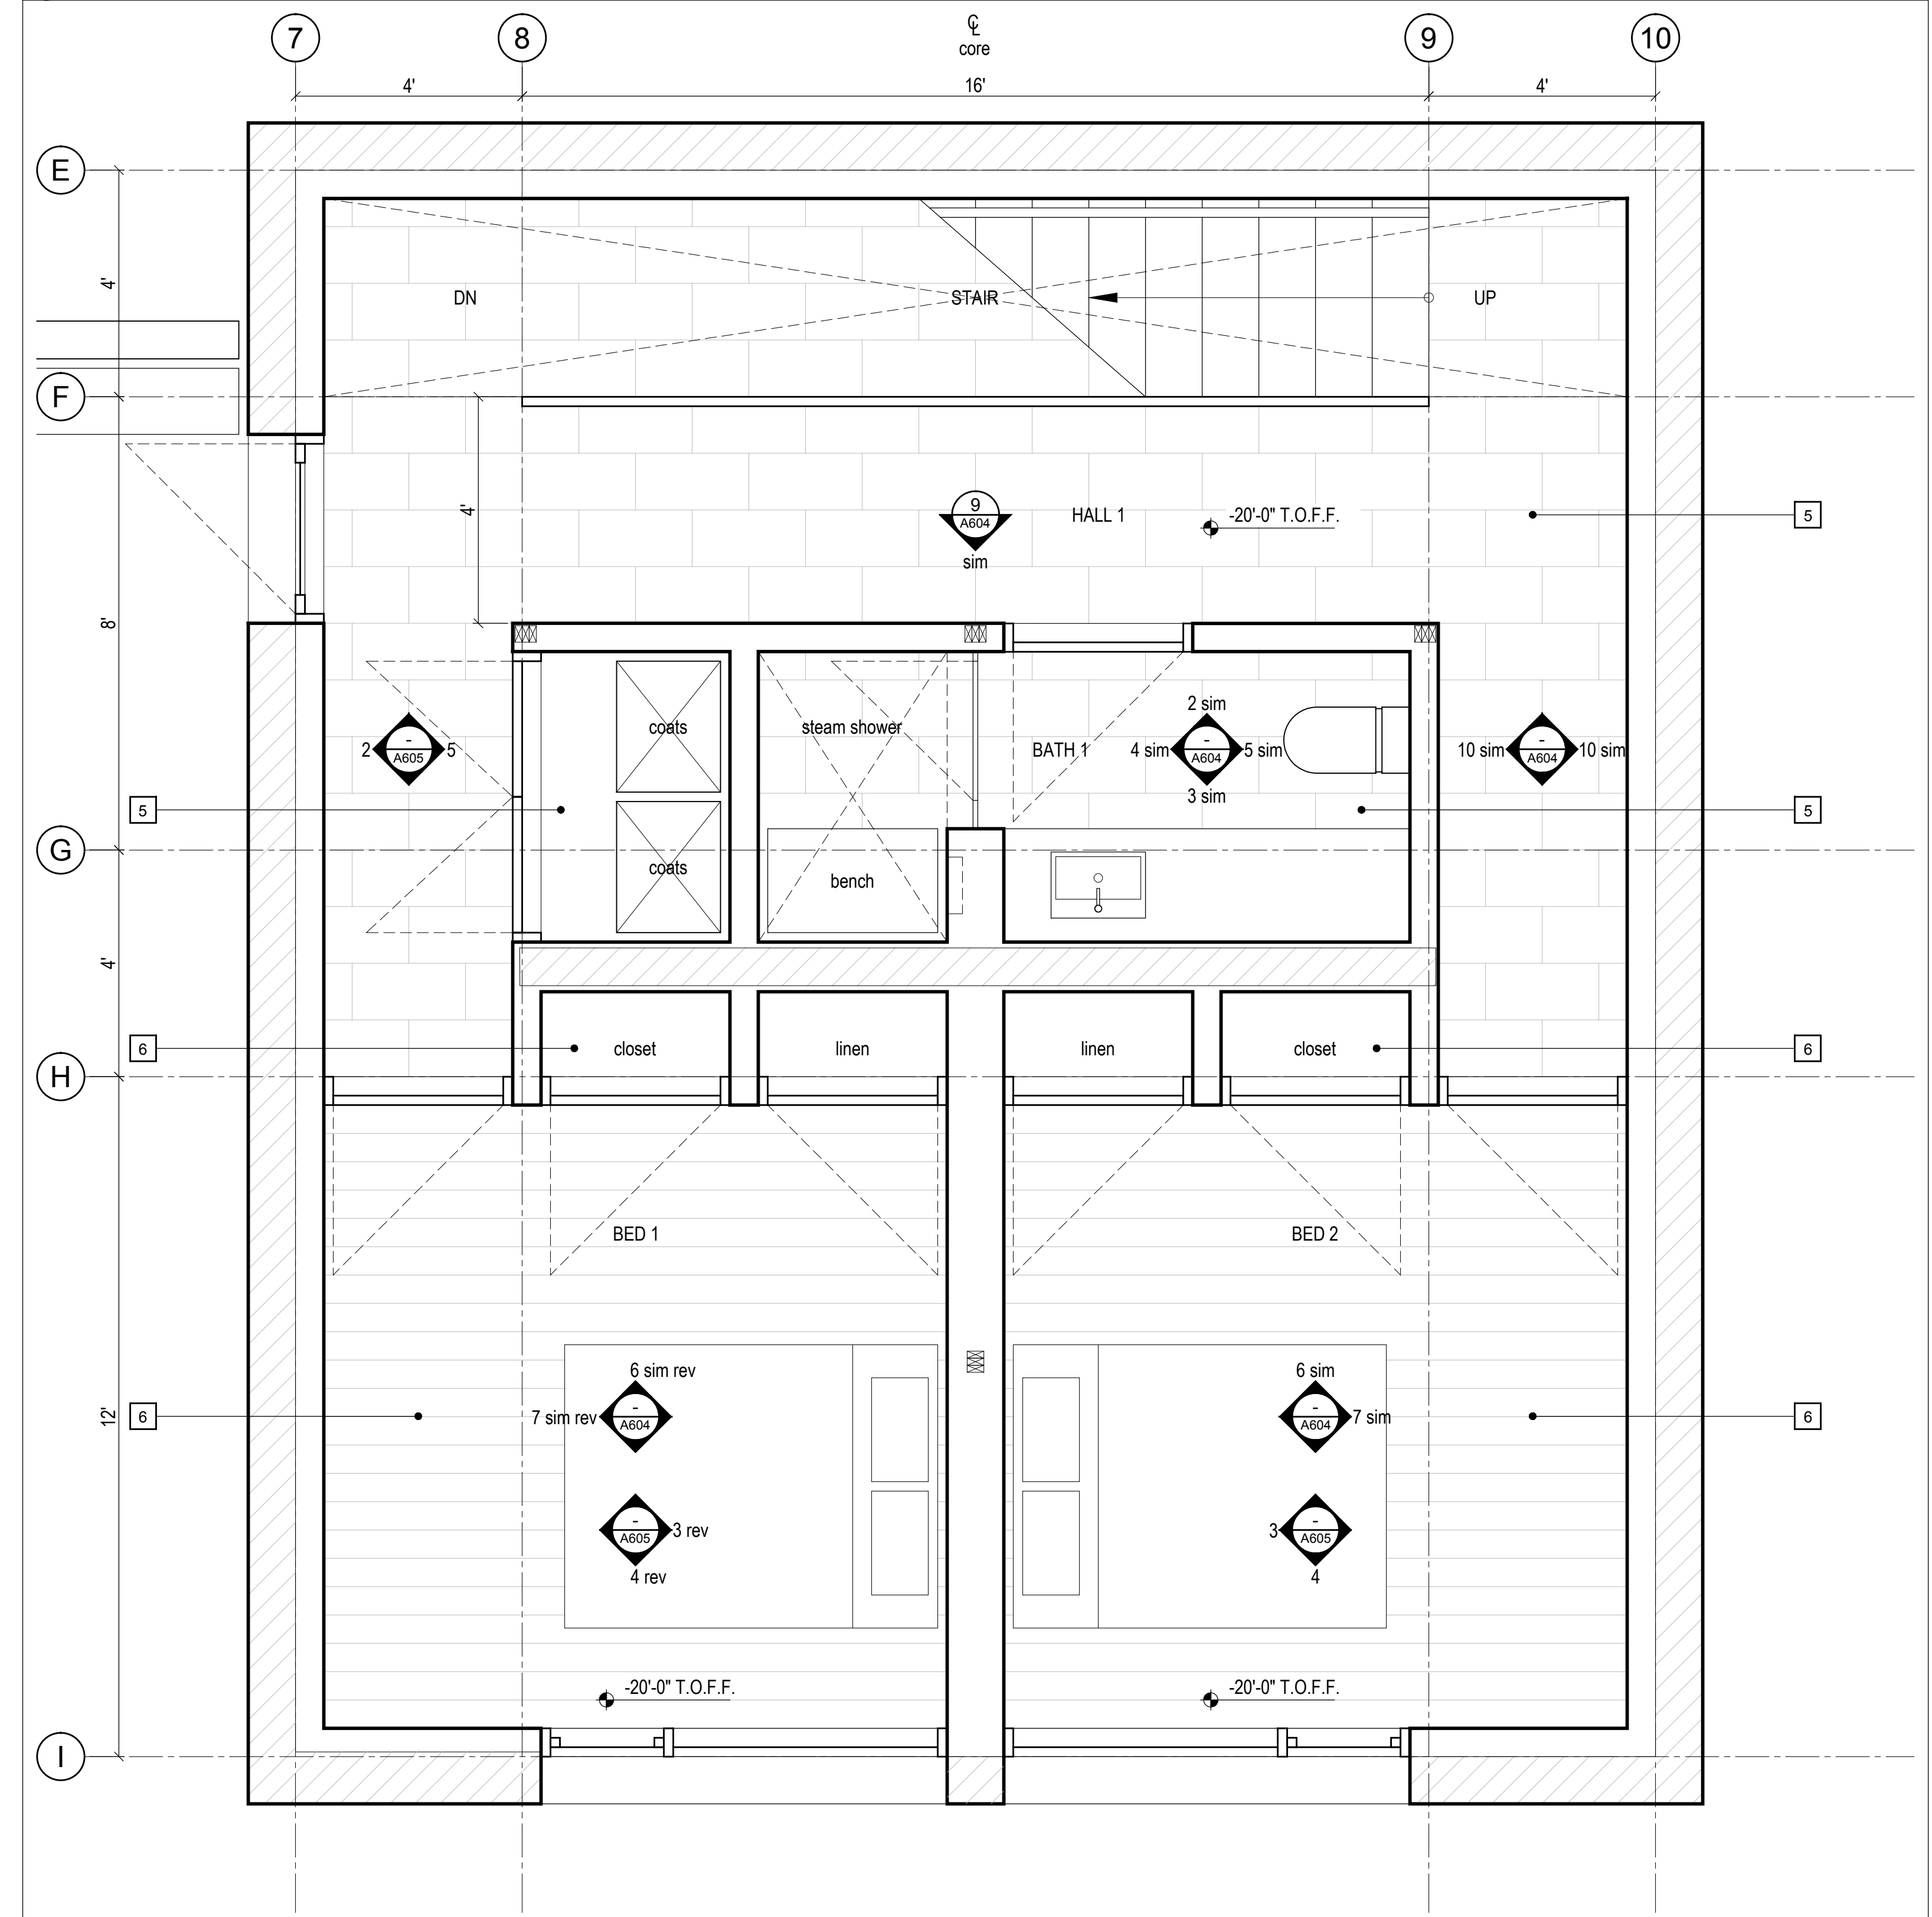 7
8
℄
core
9
10
4'
16'
4'
E
4'
DN
STAIR
UP
F
4'
9
A604
sim
HALL 1
-20'-0" T.O.F.F.
5
8'
2
-
A605
5
coats
steam shower
BATH 1
2 sim
4 sim
-
A604
5 sim
3 sim
10 sim
-
A604
10 sim
5
5
G
coats
bench
4'
6
closet
linen
linen
closet
6
H
BED 1
BED 2
6 sim rev
7 sim rev
-
A604
6 sim
-
A604
7 sim
12'
6
6
-
A605
3 rev
4 rev
3
-
A605
4
-20'-0" T.O.F.F.
-20'-0" T.O.F.F.
I